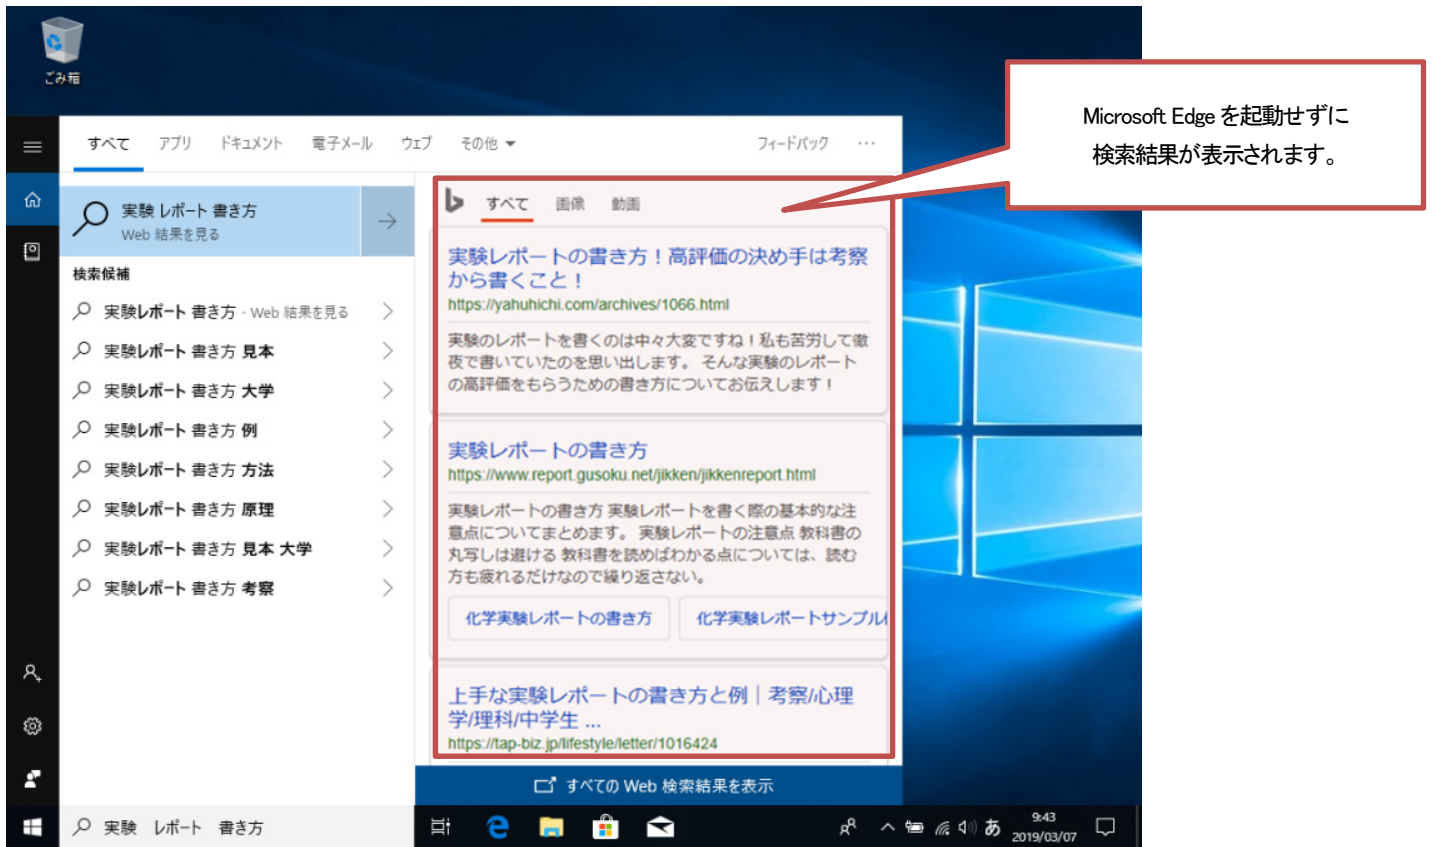 ごみ箱
Microsoft Edge を起動せずに
検索結果が表示されます。
すべて アプリ ドキュメント 電子メール ウェブ その他 フィードバック ...
実験 レポート 書き方
Web 結果を見る
検索候補
実験レポート 書き方 - Web 結果を見る
実験レポート 書き方 見本
実験レポート 書き方 大学
実験レポート 書き方 例
実験レポート 書き方 方法
実験レポート 書き方 原理
実験レポート 書き方 見本 大学
実験レポート 書き方 考察
すべて 画像 動画
実験レポートの書き方！高評価の決め手は考察
から書くこと！
https://yahuhichi.com/archives/1066.html
実験のレポートを書くのは中々大変ですね！私も苦労して徹
夜で書いていたのを思い出します。 そんな実験のレポート
の高評価をもらうための書き方についてお伝えします！
実験レポートの書き方
https://www.report.gusoku.net/jikken/jikkenreport.html
実験レポートの書き方 実験レポートを書く際の基本的な注
意点についてまとめます。 実験レポートの注意点 教科書の
丸写しは避ける 教科書を読めばわかる点については、読む
方も疲れるだけなので繰り返さない。
化学実験レポートの書き方 化学実験レポートサンプル
上手な実験レポートの書き方と例｜考察/心理
学/理科/中学生 ...
https://tap-biz.jp/lifestyle/letter/1016424
すべての Web 検索結果を表示
実験 レポート 書き方
あ
9:43
2019/03/07